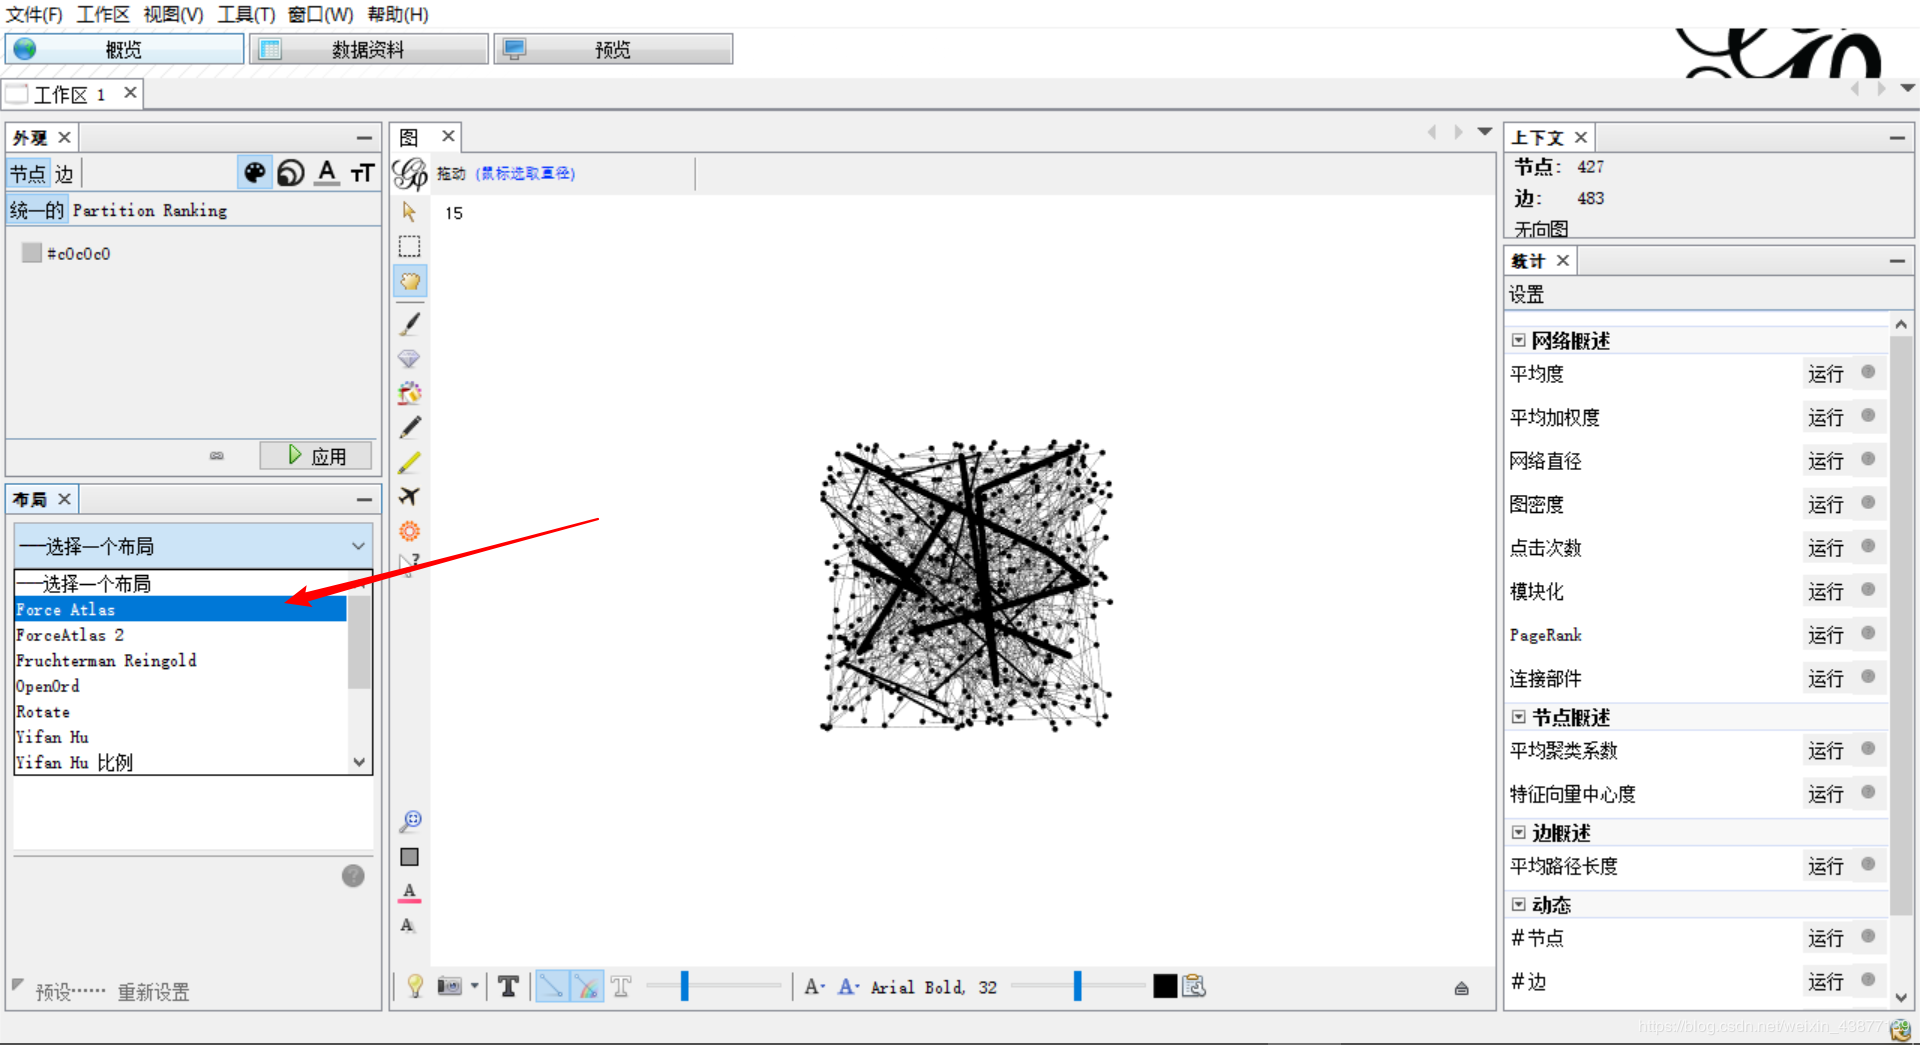 文件(F) 工作区 视图(V) 工具(T) 窗口(W) 帮助(H)
概览 数据资料 预览
工作区 1
外观
节点 边
统一的 Partition Ranking
#c0c0c0
应用
布局
---选择一个布局
---选择一个布局
Force Atlas
ForceAtlas 2
Fruchterman Reingold
OpenOrd
Rotate
Yifan Hu
Yifan Hu 比例
预设…… 重新设置
图
拖动 (鼠标选取直径)
15
Arial Bold, 32
上下文
节点: 427
边: 483
无向图
统计
设置
网络概述
平均度 运行
平均加权度 运行
网络直径 运行
图密度 运行
点击次数 运行
模块化 运行
PageRank 运行
连接部件 运行
节点概述
平均聚类系数 运行
特征向量中心度 运行
边概述
平均路径长度 运行
动态
#节点 运行
#边 运行